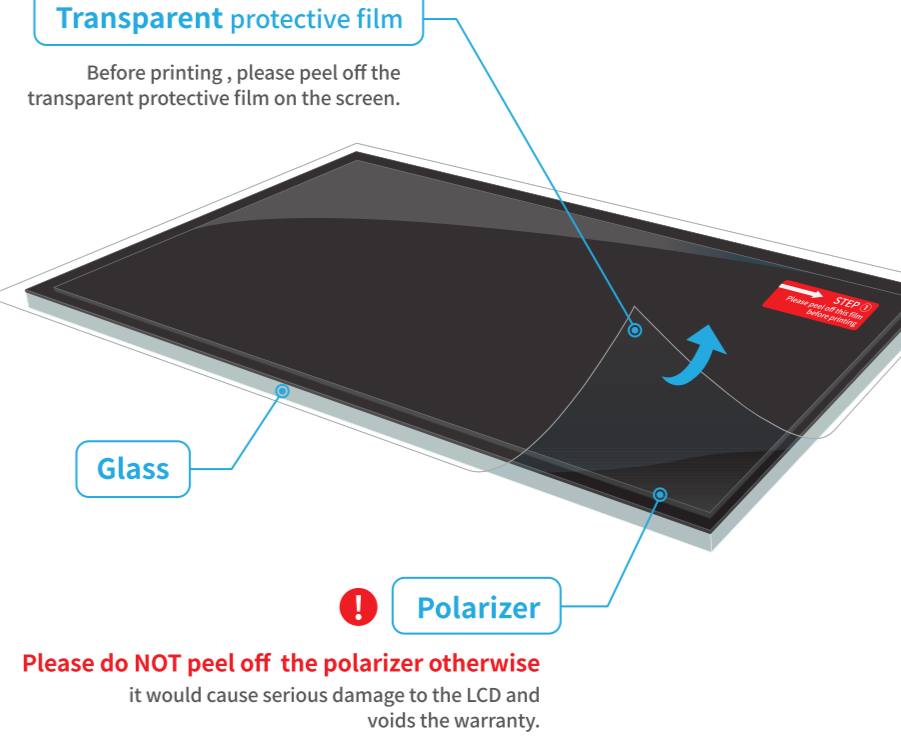 Transparent protective film
Before printing , please peel off the
transparent protective film on the screen.
STEP ①
Please peel off this film
before printing
Glass
! Polarizer
Please do NOT peel off the polarizer otherwise
it would cause serious damage to the LCD and
voids the warranty.